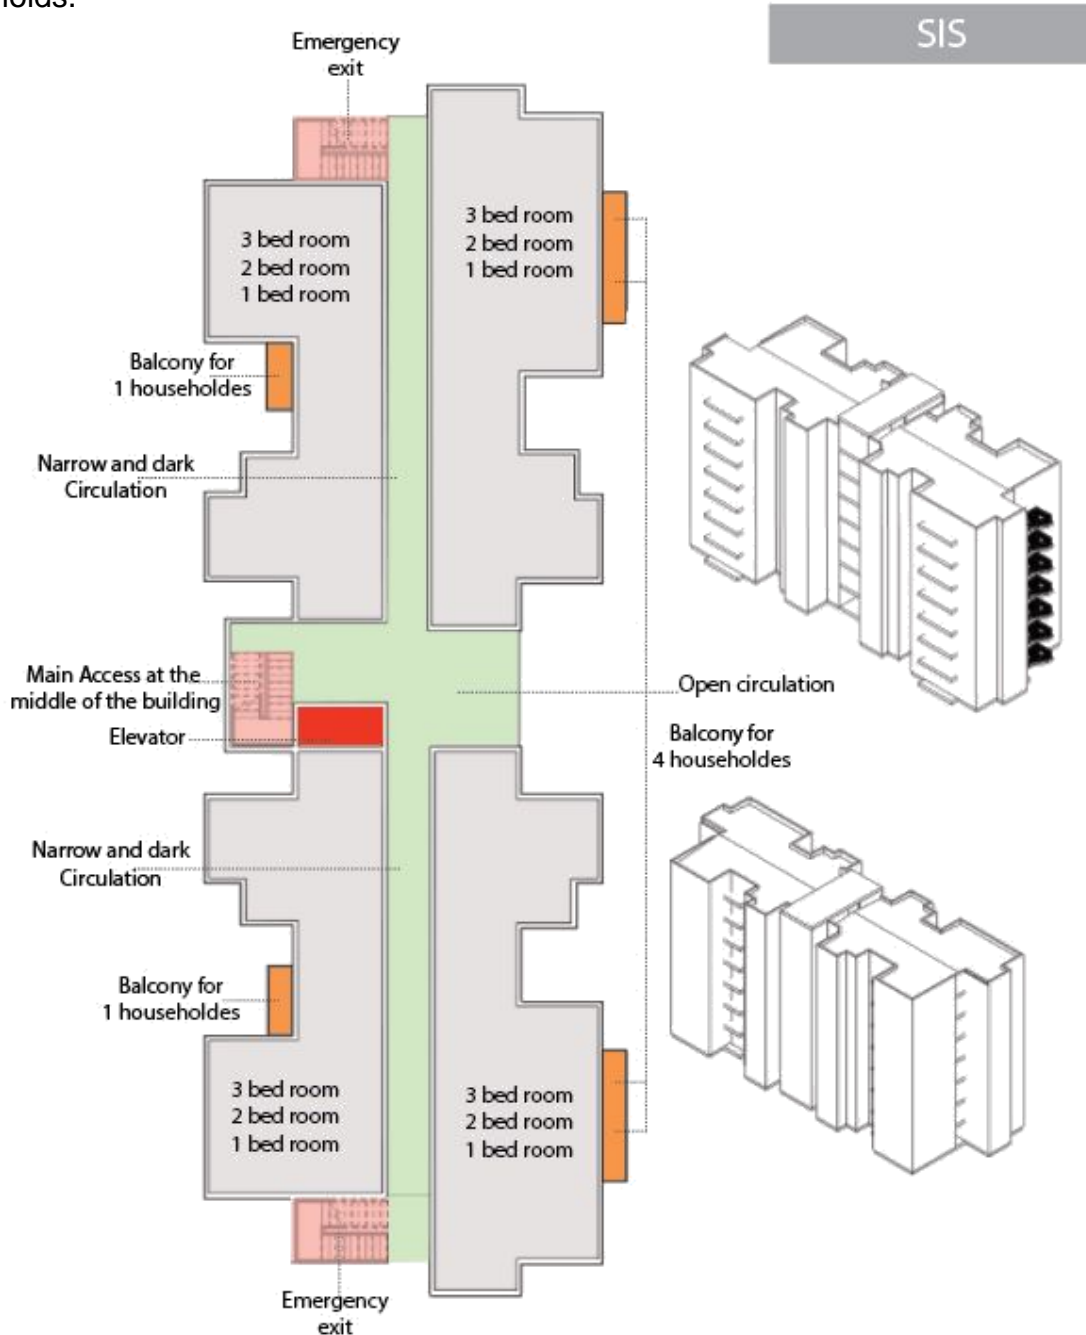 olds.
SIS
Emergency
exit
3 bed room
2 bed room
1 bed room
3 bed room
2 bed room
1 bed room
Balcony for
1 householdes
Narrow and dark
Circulation
Main Access at the
middle of the building
Elevator
Open circulation
Balcony for
4 householdes
Narrow and dark
Circulation
Balcony for
1 householdes
3 bed room
2 bed room
1 bed room
3 bed room
2 bed room
1 bed room
Emergency
exit